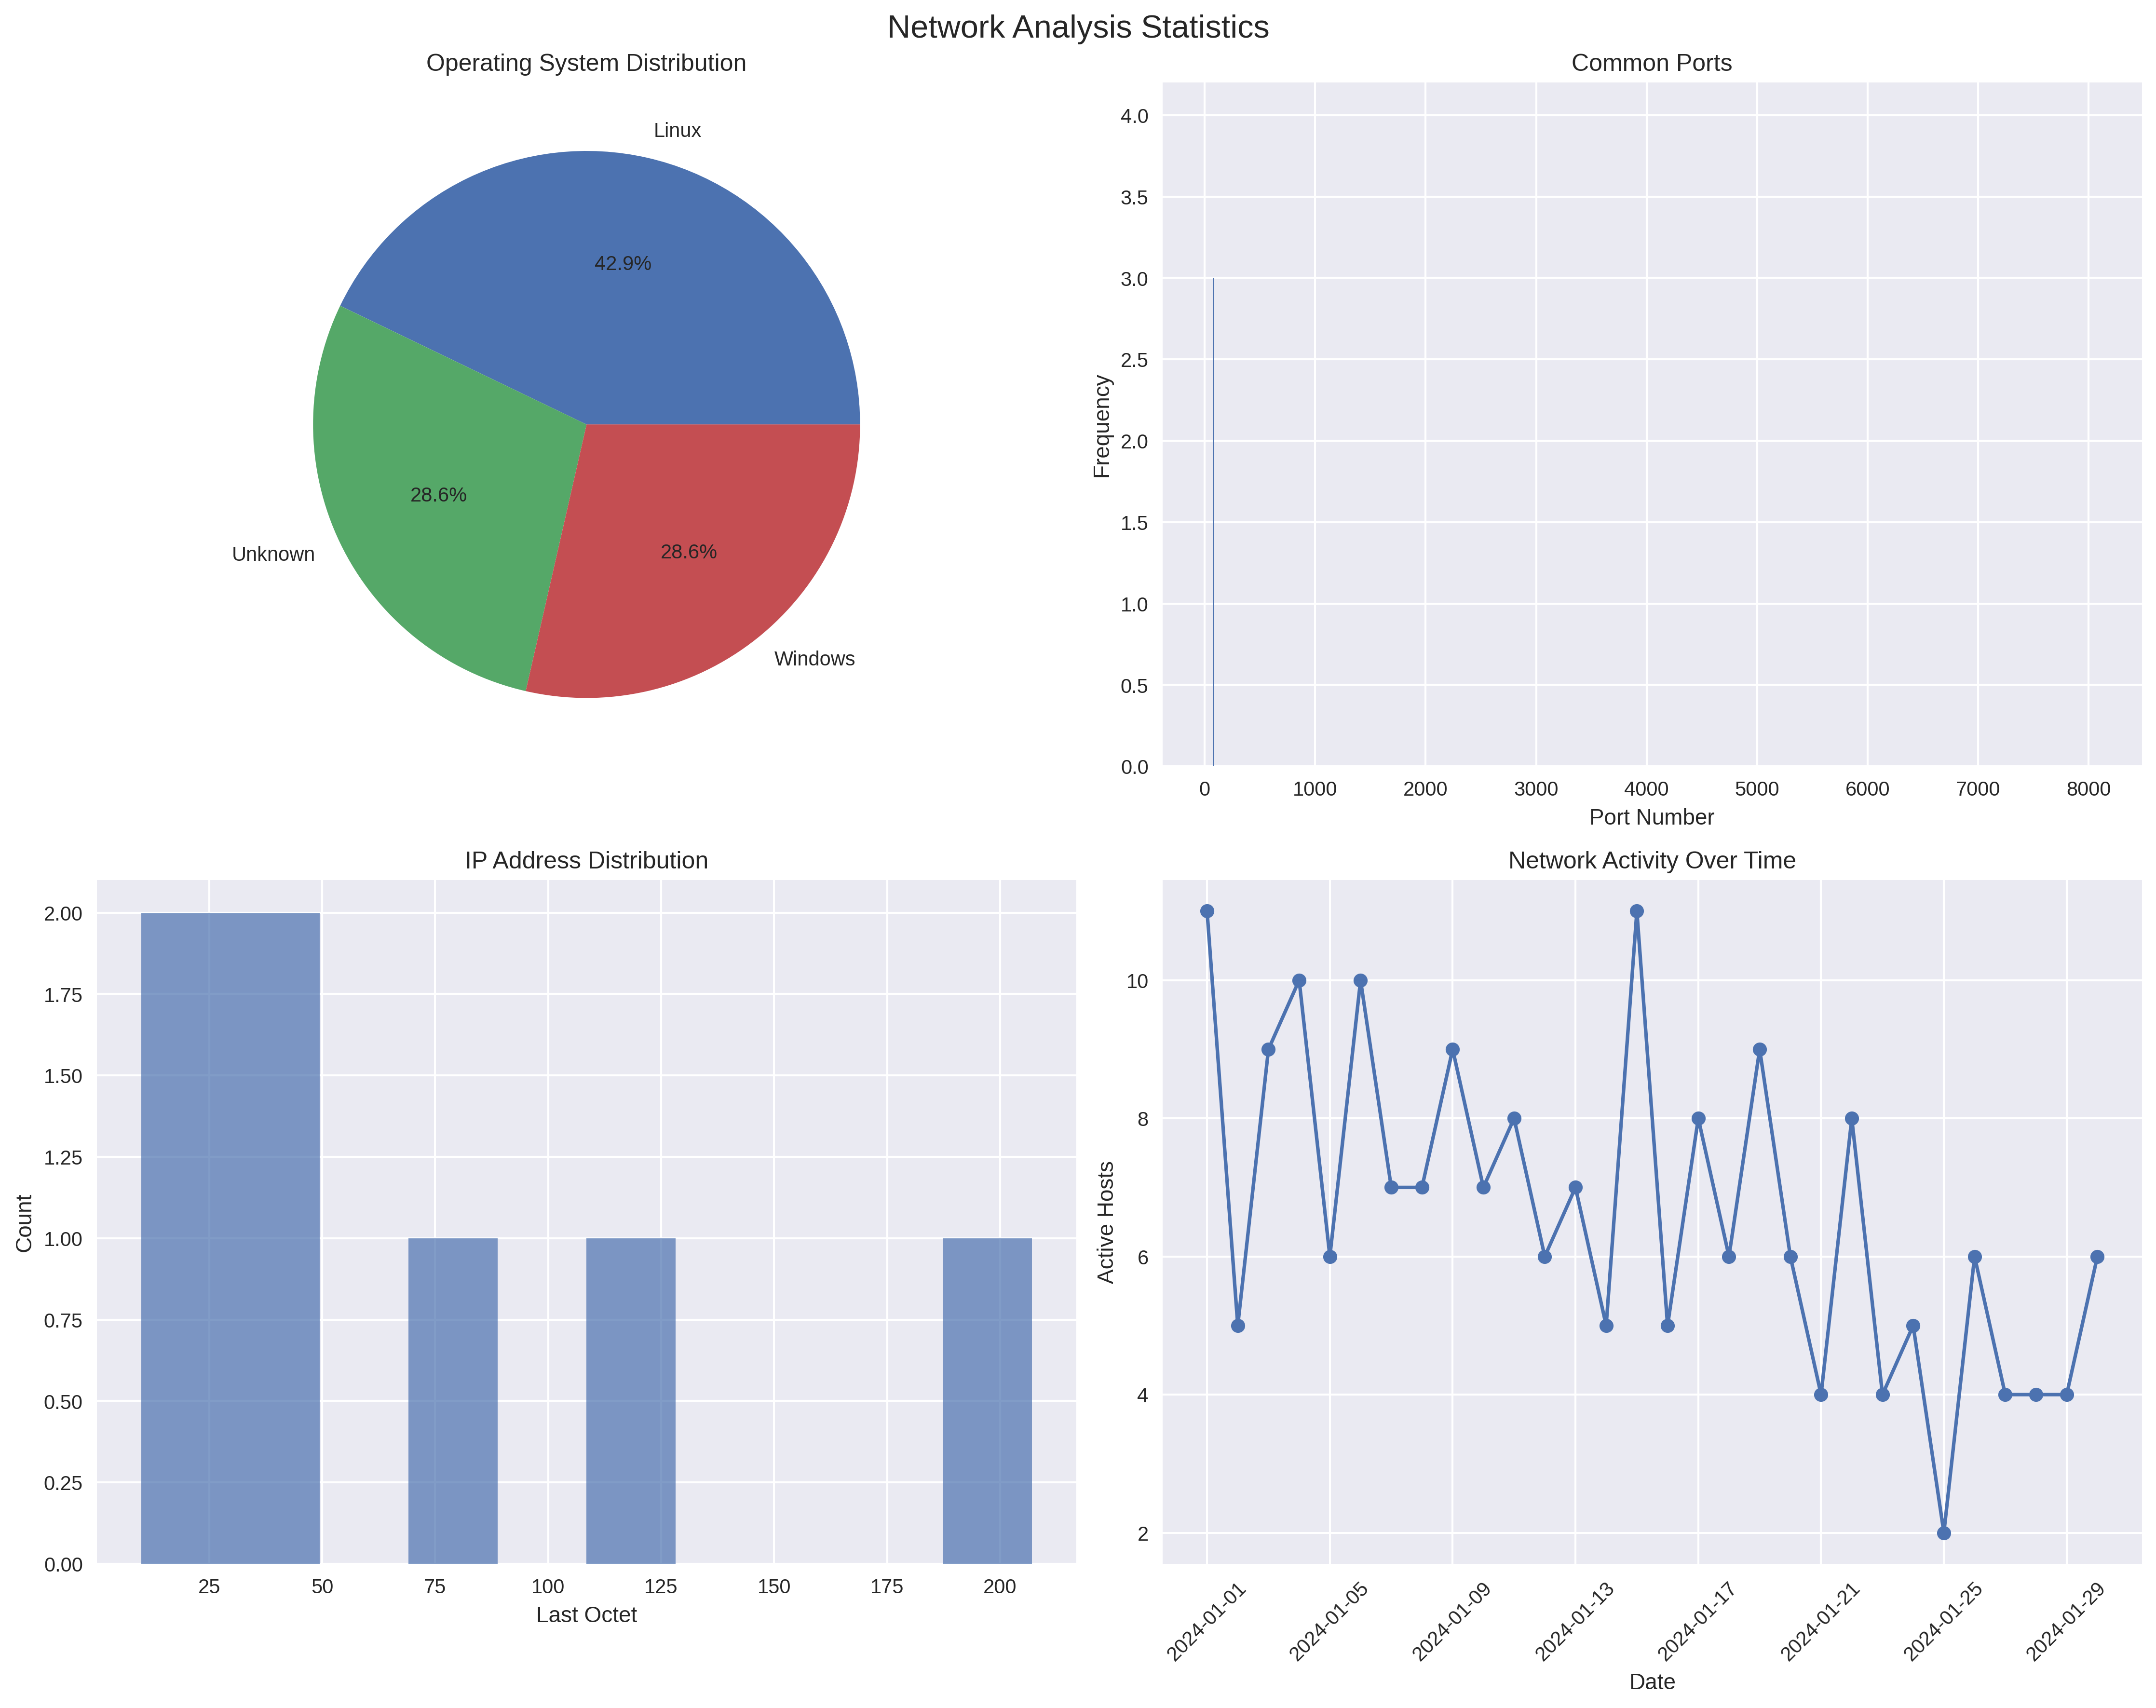 Network Analysis Statistics
Operating System Distribution
Linux
42.9%
28.6%
Unknown
28.6%
Windows
Common Ports
4.0
3.5
3.0
2.5
2.0
1.5
1.0
0.5
0.0
Frequency
0 1000 2000 3000 4000 5000 6000 7000 8000
Port Number
IP Address Distribution
2.00
1.75
1.50
1.25
1.00
0.75
0.50
0.25
0.00
Count
25 50 75 100 125 150 175 200
Last Octet
Network Activity Over Time
10
8
6
4
2
Active Hosts
2024-01-01 2024-01-05 2024-01-09 2024-01-13 2024-01-17 2024-01-21 2024-01-25 2024-01-29
Date